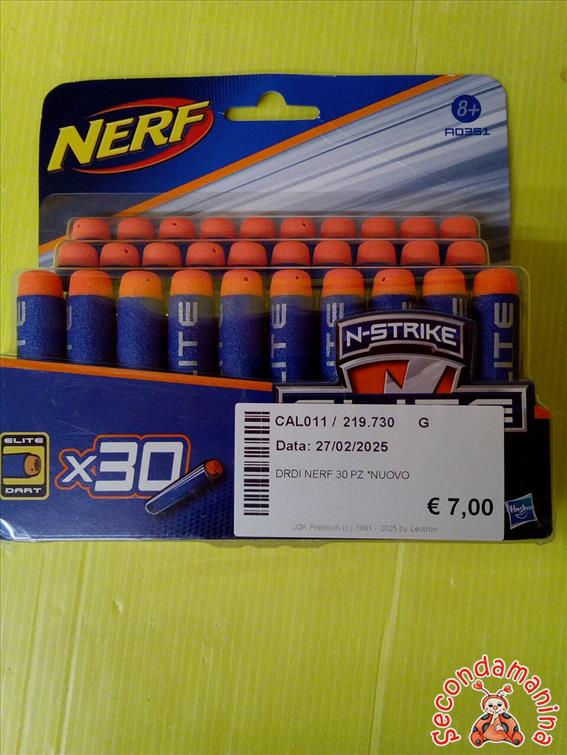 NERF
8+
A0351
ELITE
N-STRIKE
ELITE
DART
x30
CAL011 / 219.730 G
Data: 27/02/2025
DRDI NERF 30 PZ *NUOVO
€ 7,00
J2K Premium (c) 1991 - 2025 by Leotron
Hasbro
Secondamanina